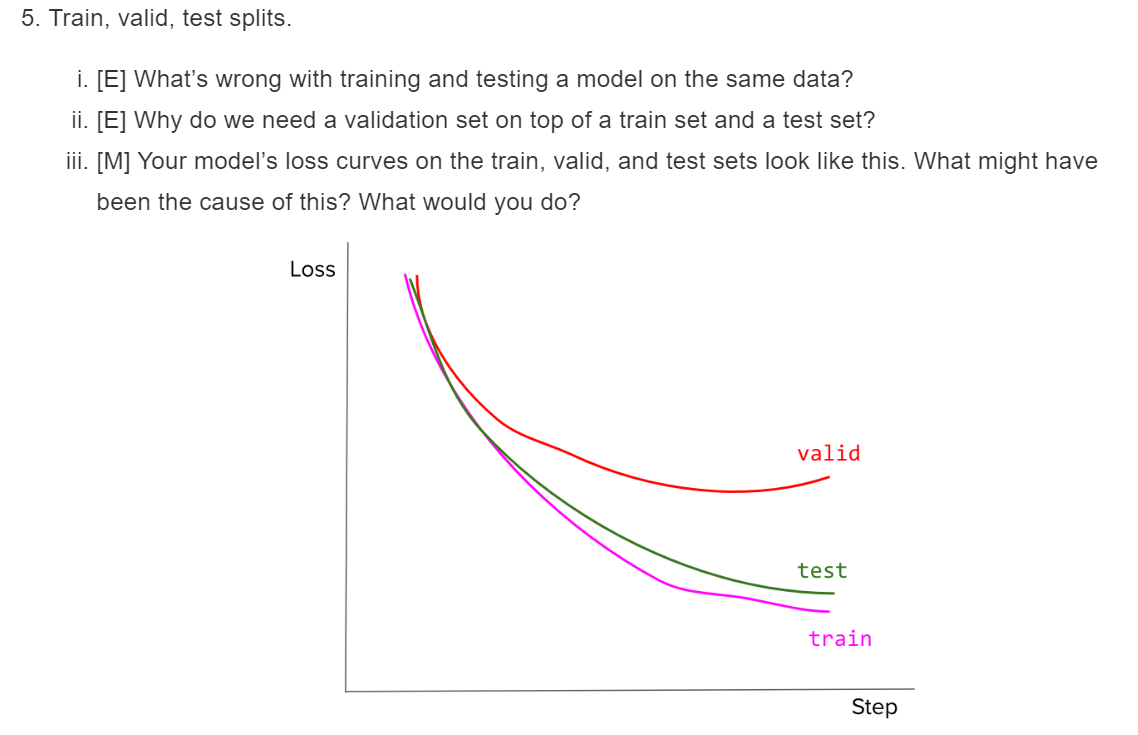 5. Train, valid, test splits.
i. [E] What’s wrong with training and testing a model on the same data?
ii. [E] Why do we need a validation set on top of a train set and a test set?
iii. [M] Your model’s loss curves on the train, valid, and test sets look like this. What might have
been the cause of this? What would you do?
Loss
valid
test
train
Step